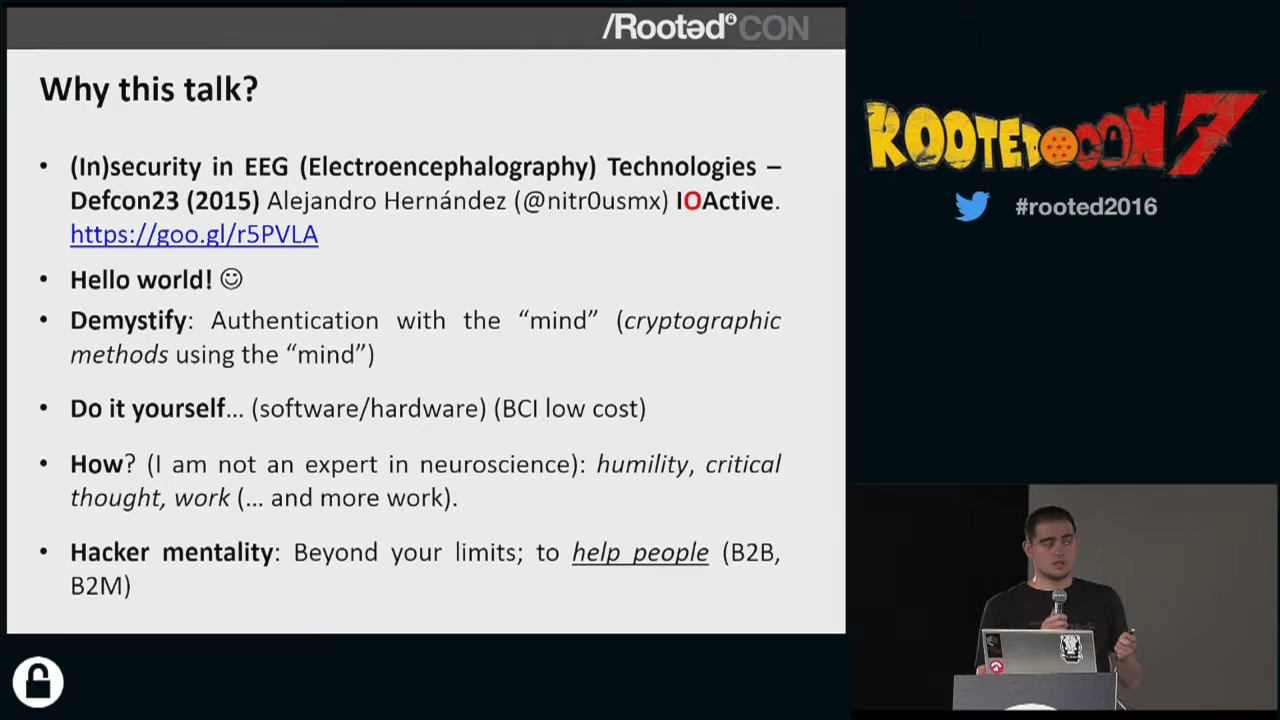 /Rootəd CON
Why this talk?
• (In)security in EEG (Electroencephalography) Technologies –
Defcon23 (2015) Alejandro Hernández (@nitr0usmx) IOActive.
https://goo.gl/r5PVLA
• Hello world! ☺
• Demystify: Authentication with the “mind” (cryptographic
methods using the “mind”)
• Do it yourself… (software/hardware) (BCI low cost)
• How? (I am not an expert in neuroscience): humility, critical
thought, work (… and more work).
• Hacker mentality: Beyond your limits; to help people (B2B,
B2M)
ROOTEDCON 7
#rooted2016